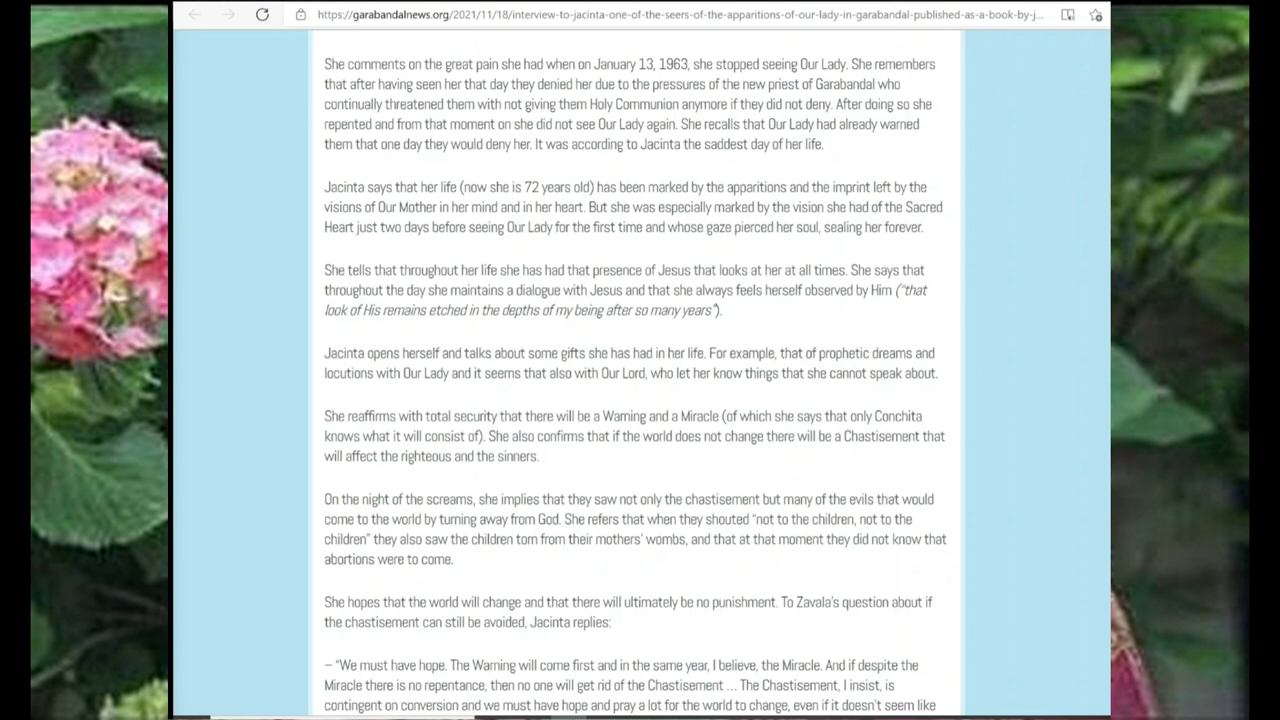 https://garabandalnews.org/2021/11/18/interview-to-jacinta-one-of-the-seers-of-the-apparitions-of-our-lady-in-garabandal-published-as-a-book-by-j...
She comments on the great pain she had when on January 13, 1963, she stopped seeing Our Lady. She remembers
that after having seen her that day they denied her due to the pressures of the new priest of Garabandal who
continually threatened them with not giving them Holy Communion anymore if they did not deny. After doing so she
repented and from that moment on she did not see Our Lady again. She recalls that Our Lady had already warned
them that one day they would deny her. It was according to Jacinta the saddest day of her life.
Jacinta says that her life (now she is 72 years old) has been marked by the apparitions and the imprint left by the
visions of Our Mother in her mind and in her heart. But she was especially marked by the vision she had of the Sacred
Heart just two days before seeing Our Lady for the first time and whose gaze pierced her soul, sealing her forever.
She tells that throughout her life she has had that presence of Jesus that looks at her at all times. She says that
throughout the day she maintains a dialogue with Jesus and that she always feels herself observed by Him ("that
look of His remains etched in the depths of my being after so many years").
Jacinta opens herself and talks about some gifts she has had in her life. For example, that of prophetic dreams and
locutions with Our Lady and it seems that also with Our Lord, who let her know things that she cannot speak about.
She reaffirms with total security that there will be a Warning and a Miracle (of which she says that only Conchita
knows what it will consist of). She also confirms that if the world does not change there will be a Chastisement that
will affect the righteous and the sinners.
On the night of the screams, she implies that they saw not only the chastisement but many of the evils that would
come to the world by turning away from God. She refers that when they shouted "not to the children, not to the
children" they also saw the children torn from their mothers' wombs, and that at that moment they did not know that
abortions were to come.
She hopes that the world will change and that there will ultimately be no punishment. To Zavala's question about if
the chastisement can still be avoided, Jacinta replies:
– "We must have hope. The Warning will come first and in the same year, I believe, the Miracle. And if despite the
Miracle there is no repentance, then no one will get rid of the Chastisement ... The Chastisement, I insist, is
contingent on conversion and we must have hope and pray a lot for the world to change, even if it doesn't seem like